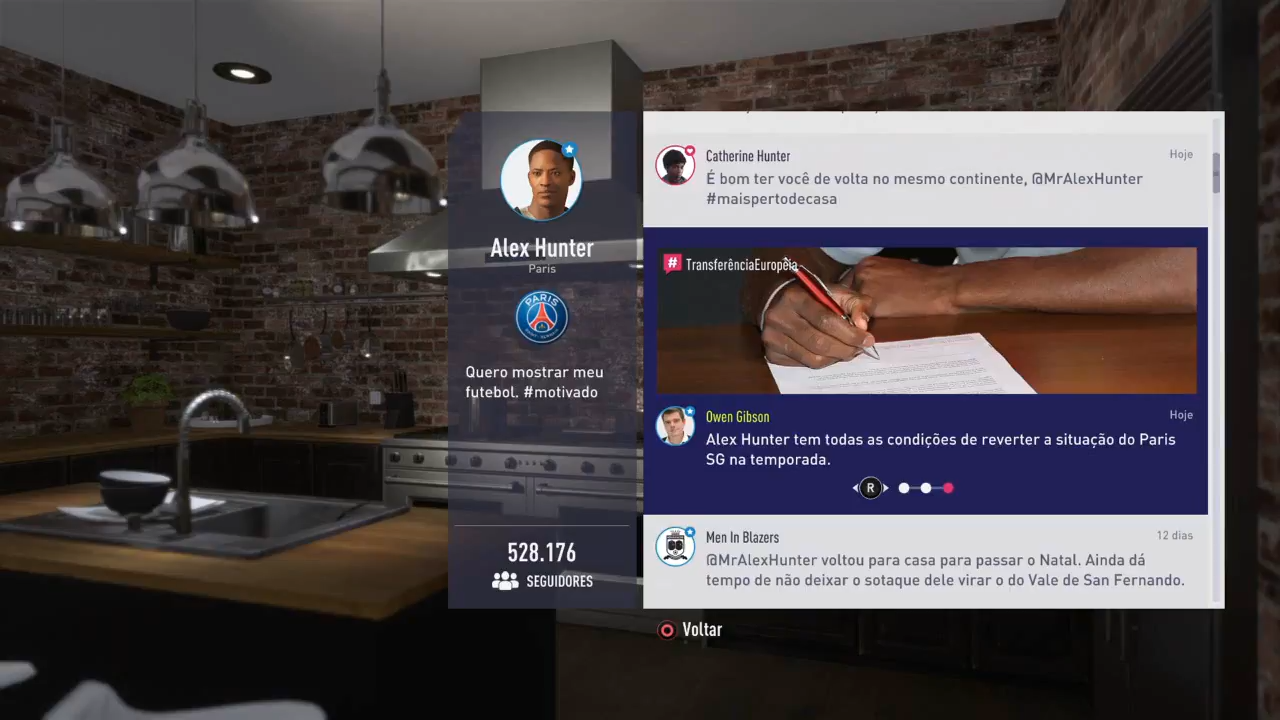 Catherine Hunter
Hoje
É bom ter você de volta no mesmo continente, @MrAlexHunter
#maispertodecasa
Alex Hunter
Paris
PARIS
Quero mostrar meu
futebol. #motivado
528.176
SEGUIDORES
# TransferênciaEuropéia
Owen Gibson
Hoje
Alex Hunter tem todas as condições de reverter a situação do Paris
SG na temporada.
R
Men In Blazers
12 días
@MrAlexHunter voltou para casa para passar o Natal. Ainda dá
tempo de não deixar o sotaque dele virar o do Vale de San Fernando.
Voltar